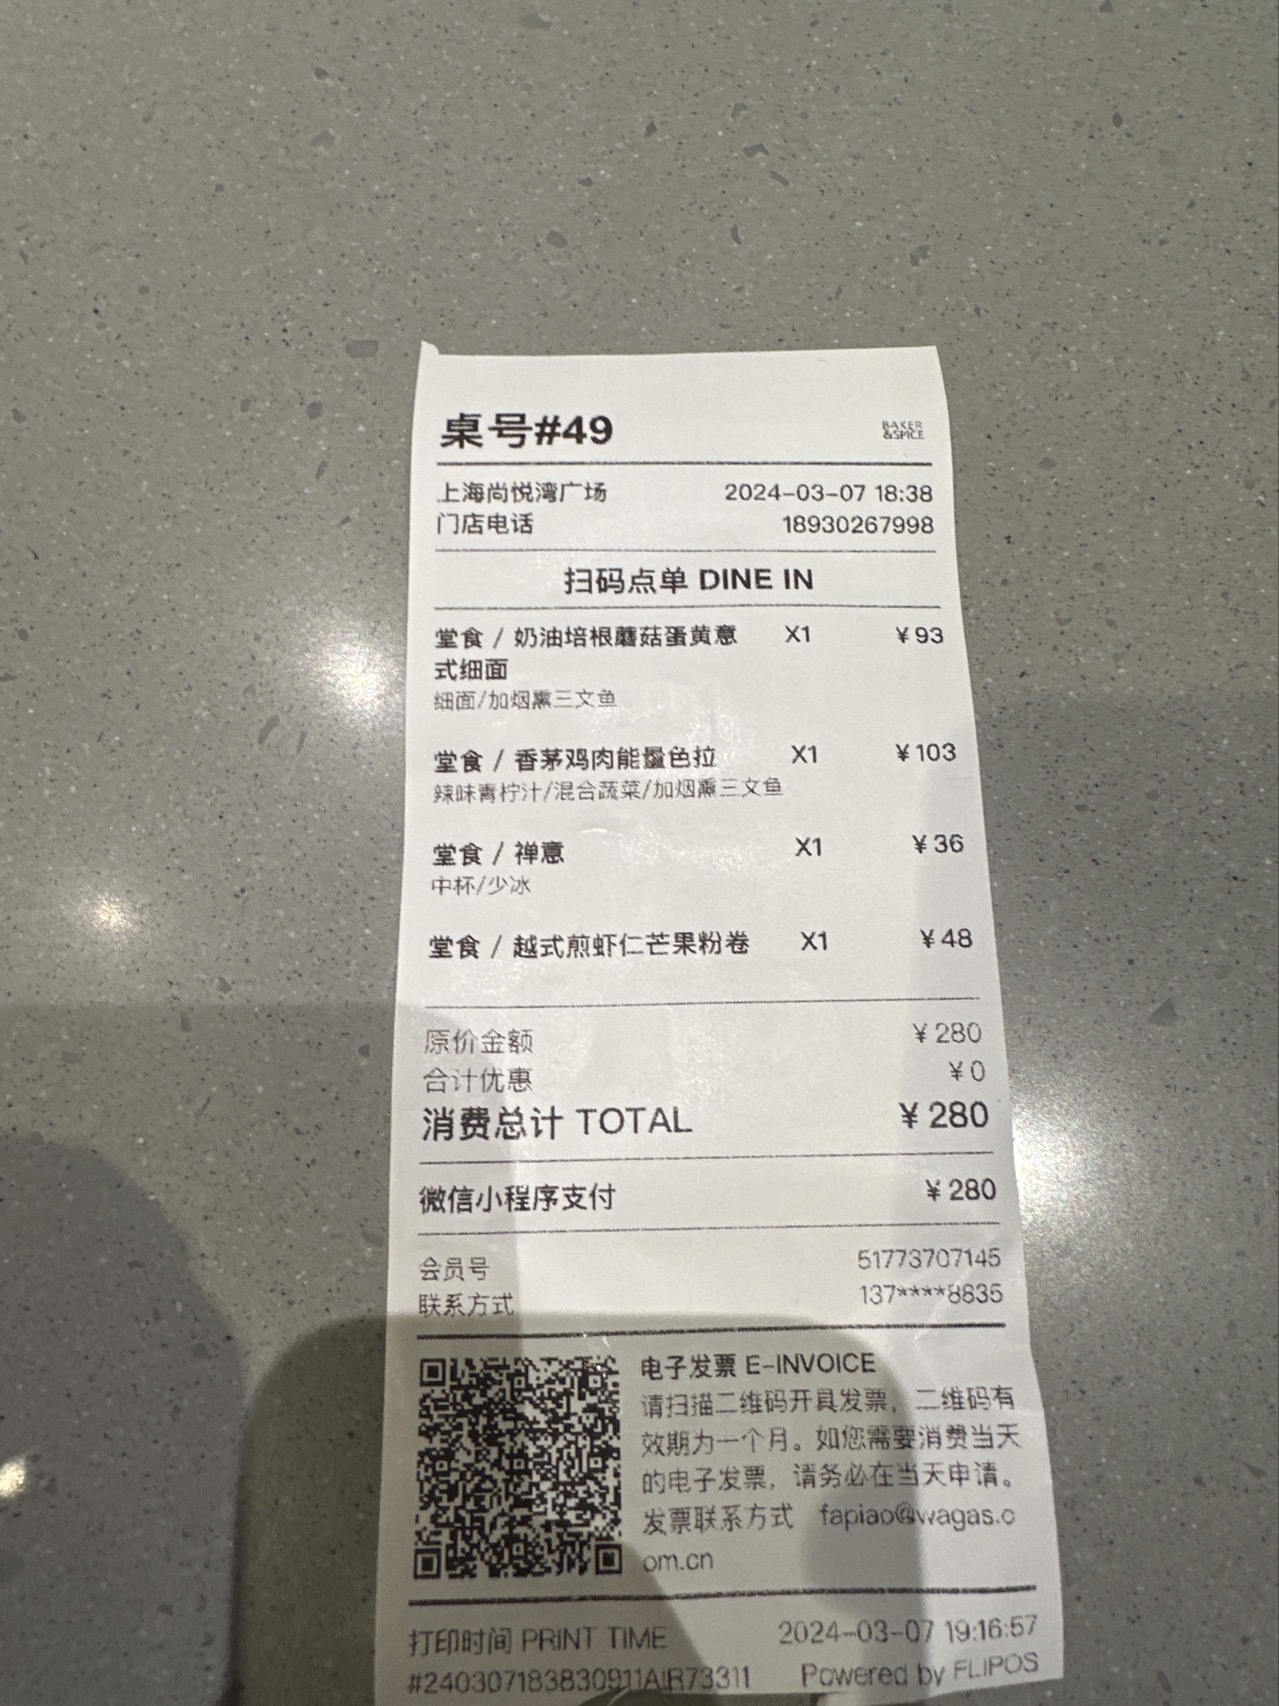 桌号#49
BAKER
&SPICE
上海尚悦湾广场 2024-03-07 18:38
门店电话 18930267998
扫码点单 DINE IN
堂食 / 奶油培根蘑菇蛋黄意 X1 ¥93
式细面
细面/加烟熏三文鱼
堂食 / 香茅鸡肉能量色拉 X1 ¥103
辣味青柠汁/混合蔬菜/加烟熏三文鱼
堂食 / 禅意 X1 ¥36
中杯/少冰
堂食 / 越式煎虾仁芒果粉卷 X1 ¥48
原价金额 ¥280
合计优惠 ¥0
消费总计 TOTAL ¥280
微信小程序支付 ¥280
会员号 51773707145
联系方式 137****8835
电子发票 E-INVOICE
请扫描二维码开具发票，二维码有
效期为一个月。如您需要消费当天
的电子发票，请务必在当天申请。
发票联系方式 fapiao@wagas.c
om.cn
打印时间 PRINT TIME 2024-03-07 19:16:57
#240307183830911AIR73311 Powered by FLIPOS